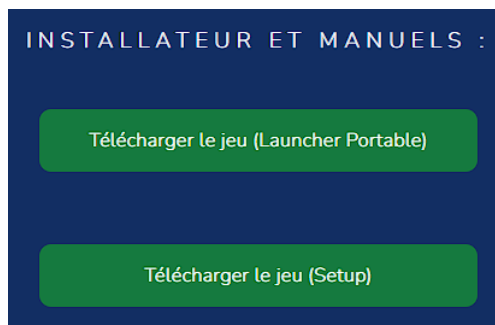 INSTALLATEUR ET MANUELS :
Télécharger le jeu (Launcher Portable)
Télécharger le jeu (Setup)